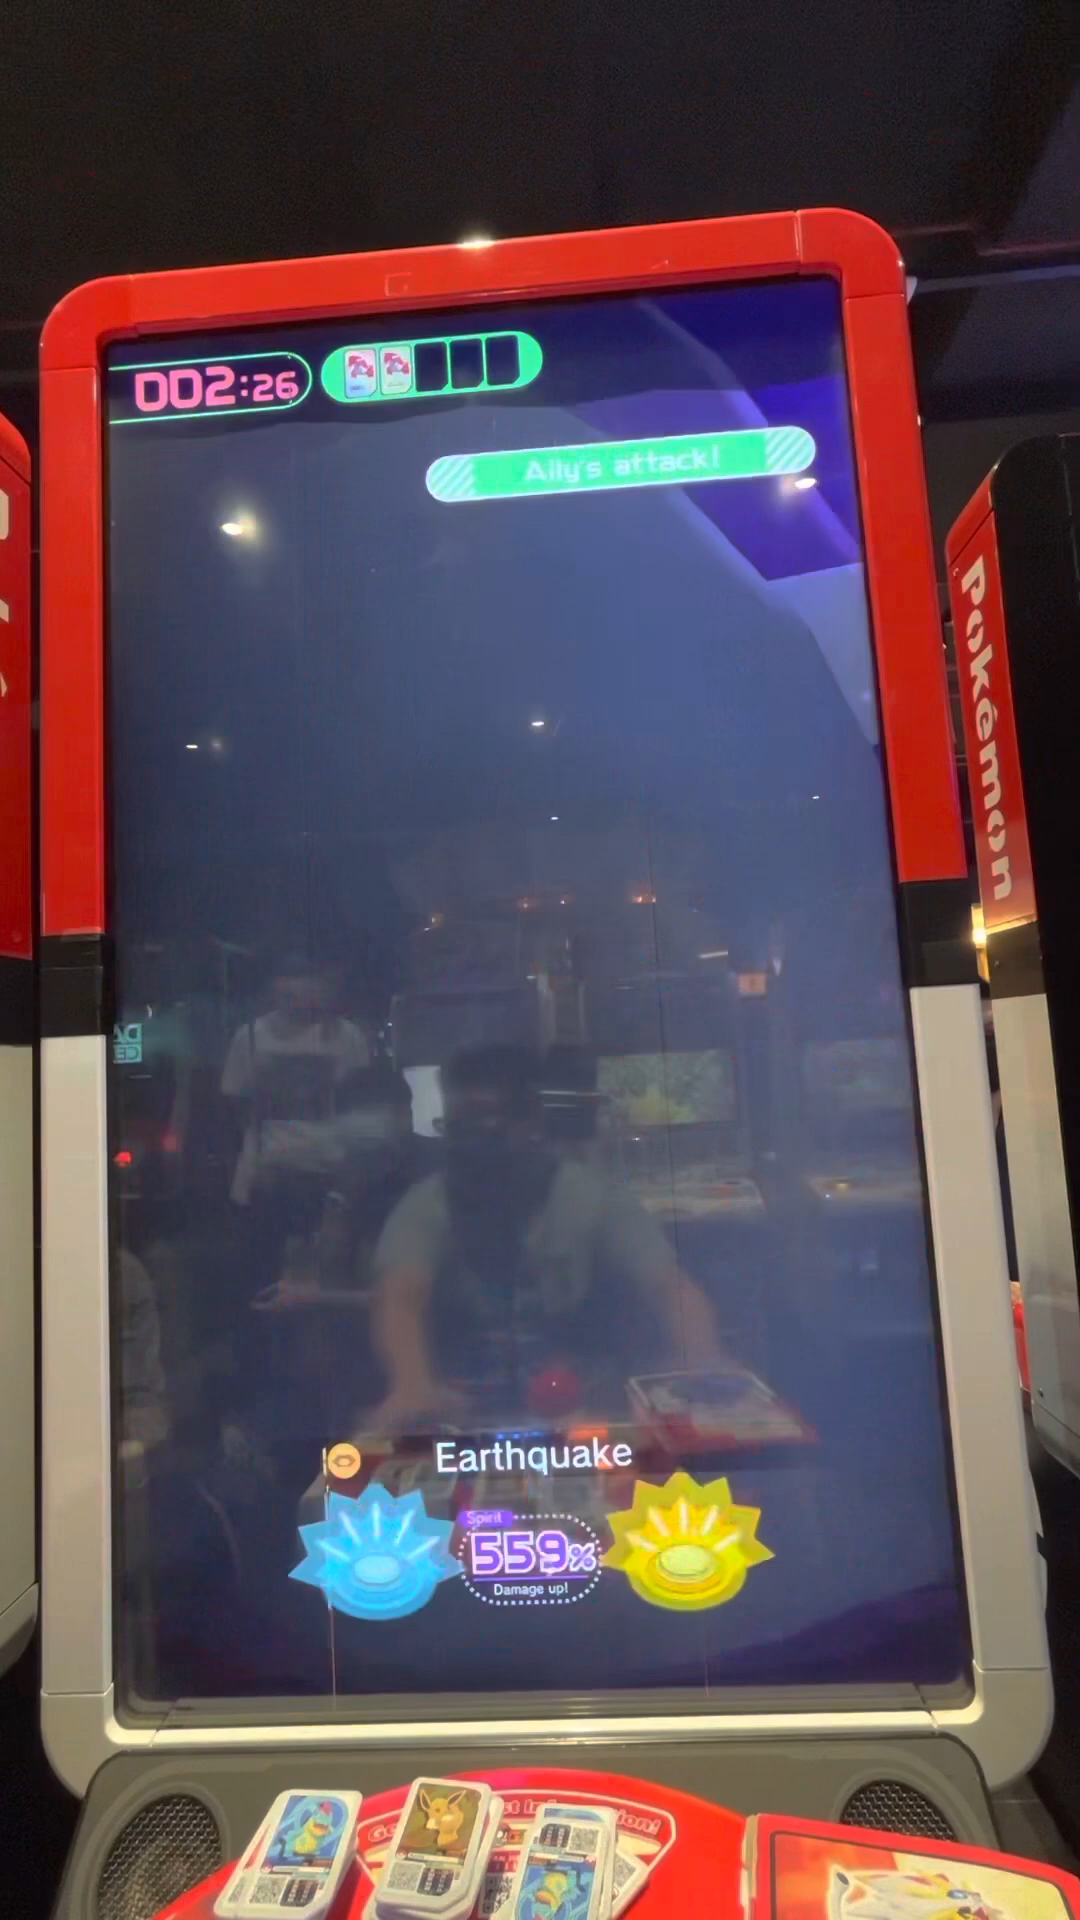 002:26
Ally's attack!
Pokémon
Earthquake
Spirit
559%
Damage up!